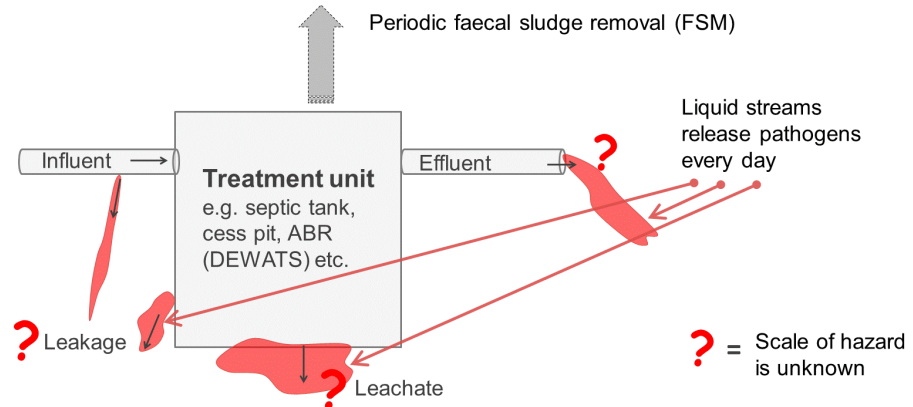 Periodic faecal sludge removal (FSM)
Liquid streams
release pathogens
every day
Influent
Effluent
?
Treatment unit
e.g. septic tank,
cess pit, ABR
(DEWATS) etc.
? Leakage
? Leachate
? = Scale of hazard
is unknown